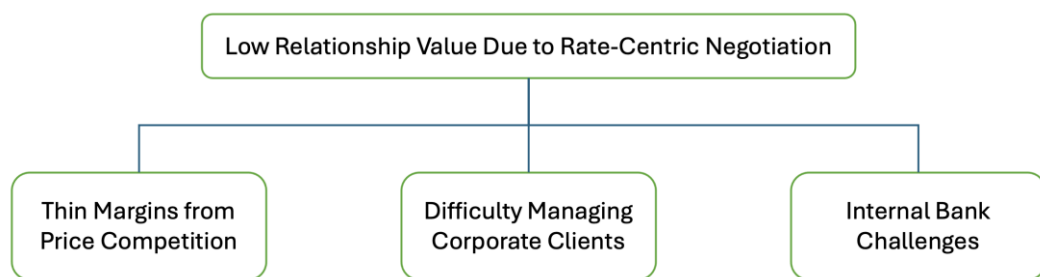 Low Relationship Value Due to Rate-Centric Negotiation
Thin Margins from
Price Competition
Difficulty Managing
Corporate Clients
Internal Bank
Challenges